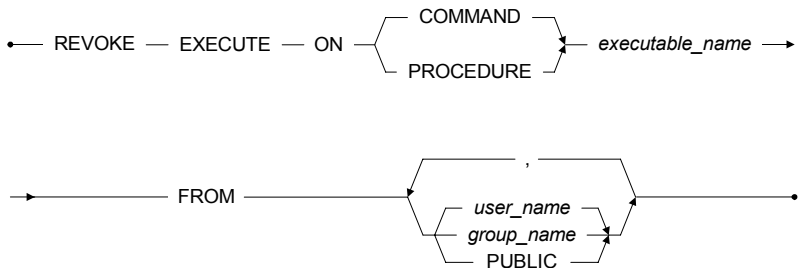 COMMAND
REVOKE EXECUTE ON executable_name
PROCEDURE
,
FROM
user_name
group_name
PUBLIC